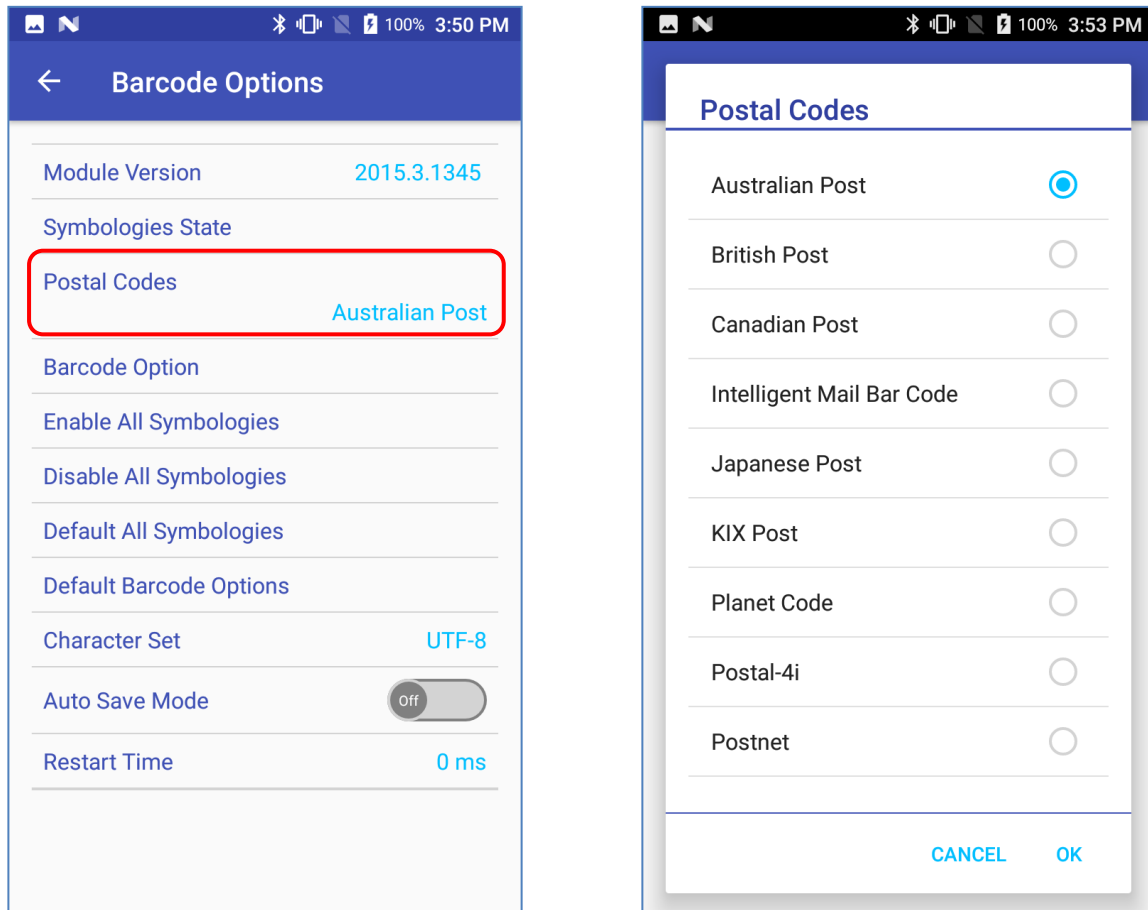 100% 3:50 PM
Barcode Options
Module Version 2015.3.1345
Symbologies State
Postal Codes
Australian Post
Barcode Option
Enable All Symbologies
Disable All Symbologies
Default All Symbologies
Default Barcode Options
Character Set UTF-8
Auto Save Mode Off
Restart Time 0 ms
100% 3:53 PM
Postal Codes
Australian Post
British Post
Canadian Post
Intelligent Mail Bar Code
Japanese Post
KIX Post
Planet Code
Postal-4i
Postnet
CANCEL OK